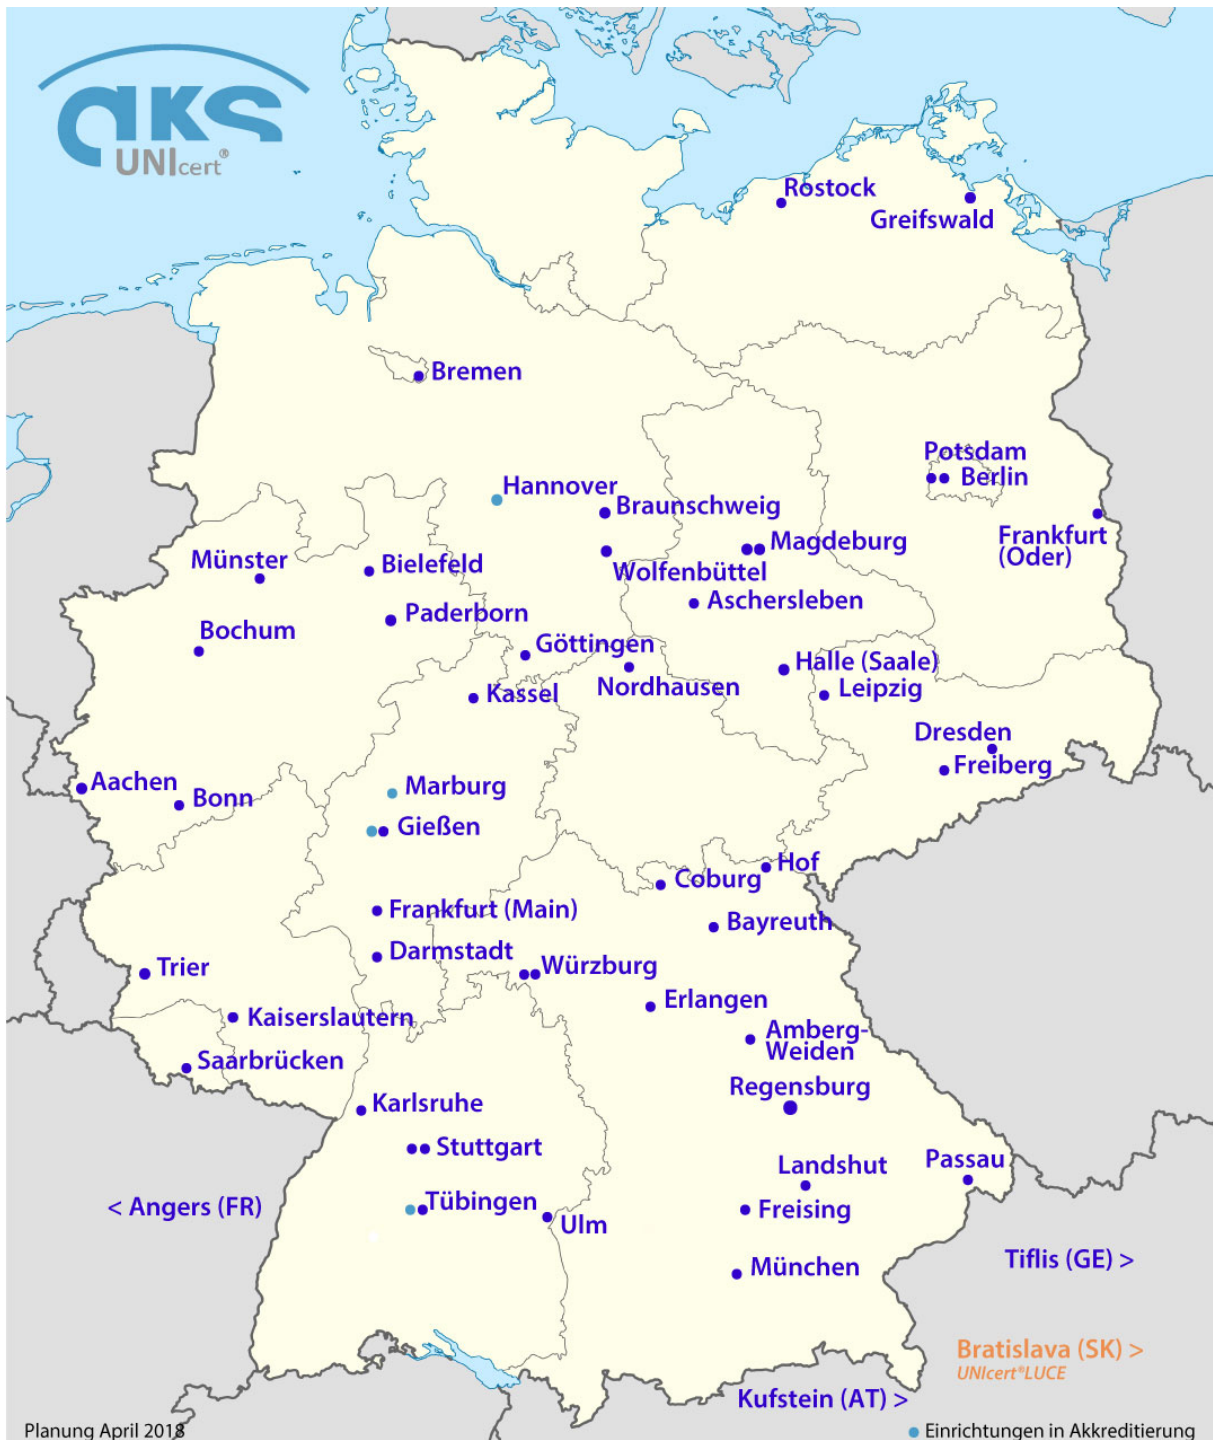 aks
UNIcert®
Rostock
Greifswald
Bremen
Potsdam
Berlin
Hannover
Braunschweig
Frankfurt
(Oder)
Magdeburg
Münster
Bielefeld
Wolfenbüttel
Aschersleben
Paderborn
Bochum
Göttingen
Halle (Saale)
Nordhausen
Leipzig
Kassel
Dresden
Freiberg
Aachen
Marburg
Bonn
Gießen
Hof
Coburg
Frankfurt (Main)
Bayreuth
Darmstadt
Trier
Würzburg
Erlangen
Kaiserslautern
Amberg-
Weiden
Saarbrücken
Regensburg
Karlsruhe
Stuttgart
Passau
Landshut
Tübingen
< Angers (FR)
Freising
Ulm
Tiflis (GE) >
München
Bratislava (SK) >
UNIcert®LUCE
Kufstein (AT) >
Planung April 2018
Einrichtungen in Akkreditierung